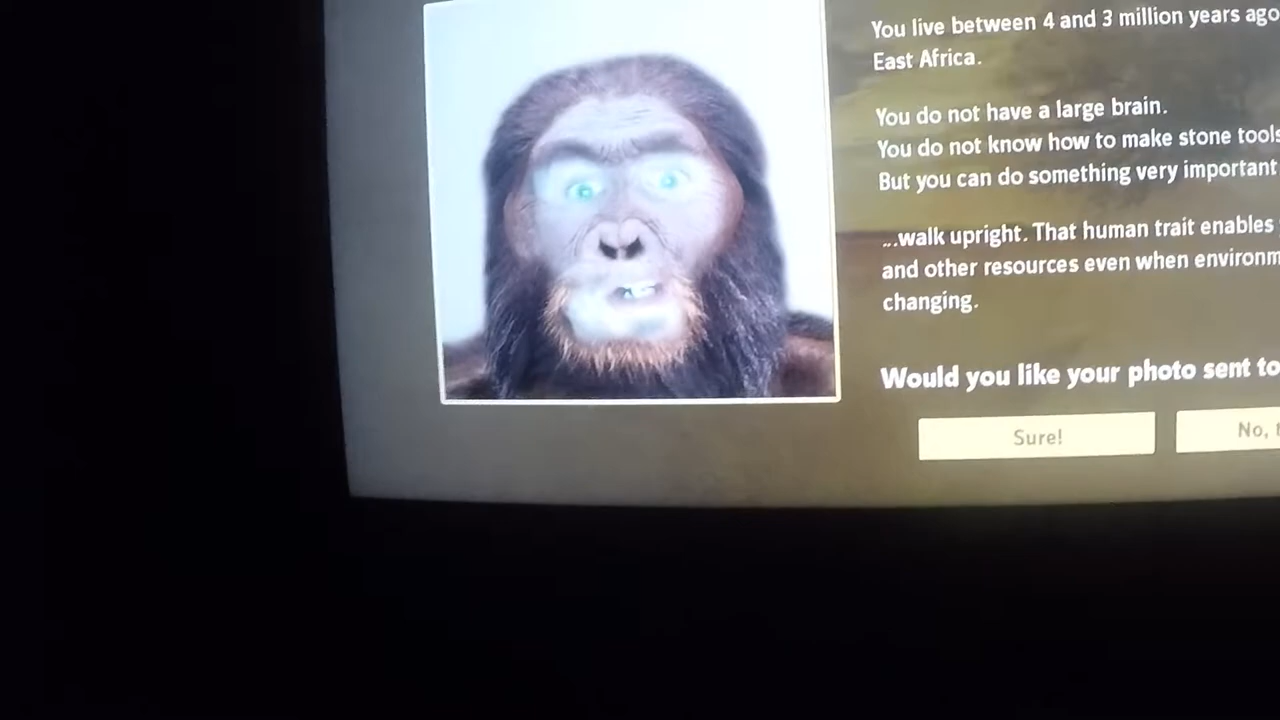 You live between 4 and 3 million years ago
East Africa.
You do not have a large brain.
You do not know how to make stone tools
But you can do something very important
...walk upright. That human trait enables
and other resources even when environm
changing.
Would you like your photo sent to
Sure!
No,